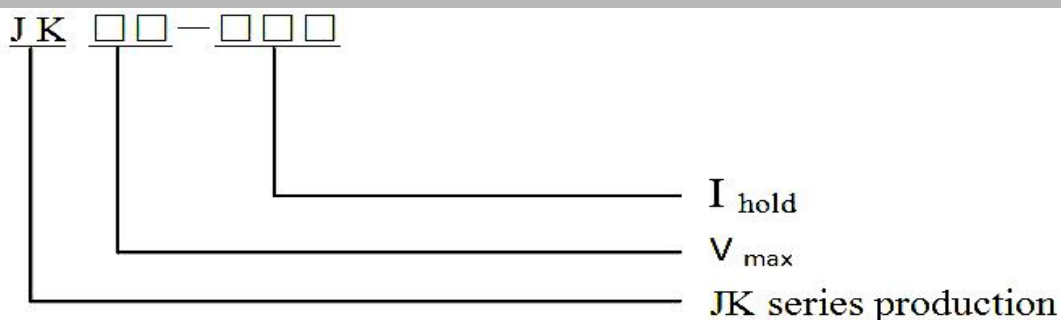 JK □□-□□□
I hold
V max
JK series production